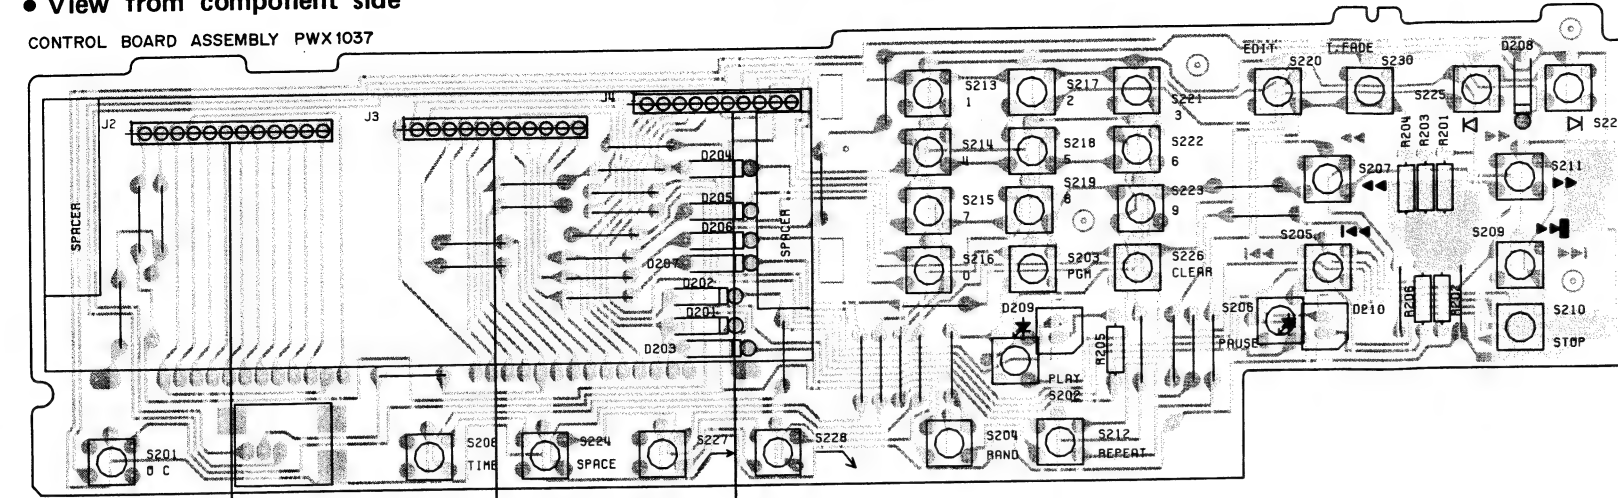 ● View from component side
CONTROL BOARD ASSEMBLY PWX1037
EDIT
T.FADE
D208
S220
S230
S213
1
S217
2
S221
3
S225
J4
J2
J3
S22
R204
R203
R201
D204
S214
4
S218
5
S222
6
S207
S211
D205
S215
7
S219
8
S223
9
SPACER
SPACER
D206
S205
S209
D207
S216
0
S203
PGM
S226
CLEAR
D202
D209
S206
D210
R206
R202
S210
D201
R205
PAUSE
STOP
D203
PLAY
S202
S201
S208
TIME
S224
SPACE
S227
S228
S204
RAND
S212
REPEAT